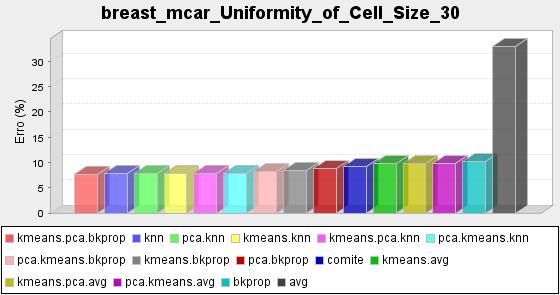 breast_mcar_Uniformity_of_Cell_Size_30
Erro (%)
30
25
20
15
10
5
0
kmeans.pca.bkprop knn pca.knn kmeans.knn kmeans.pca.knn pca.kmeans.knn
pca.kmeans.bkprop kmeans.bkprop pca.bkprop comite kmeans.avg
kmeans.pca.avg pca.kmeans.avg bkprop avg